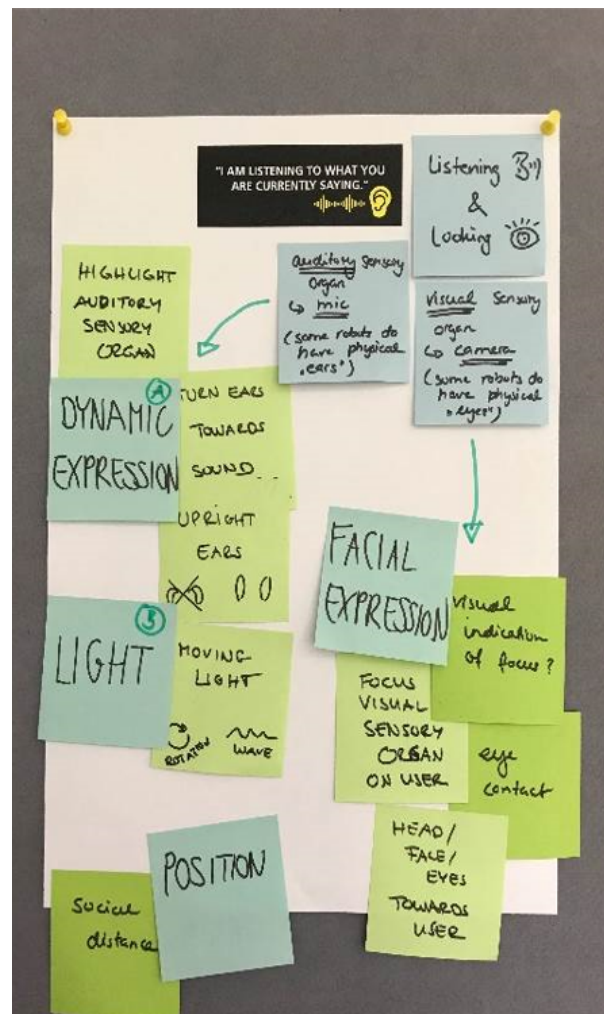 "I AM LISTENING TO WHAT YOU
ARE CURRENTLY SAYING."
Listening
&
Looking
HIGHLIGHT
AUDITORY
SENSORY
ORGAN
auditory sensory
organ
↳ mic
(some robots do
have physical
„ears")
visual sensory
organ
↳ camera
(some robots do
have physical
„eyes")
A
DYNAMIC
EXPRESSION
TURN EARS
TOWARDS
SOUND...
UPRIGHT
EARS
B
LIGHT
MOVING
LIGHT
ROTATION
WAVE
FACIAL
EXPRESSION
visual
indication
of focus?
FOCUS
VISUAL
SENSORY
ORGAN
ON USER
eye
contact
HEAD/
FACE/
EYES
TOWARDS
USER
POSITION
social
distance